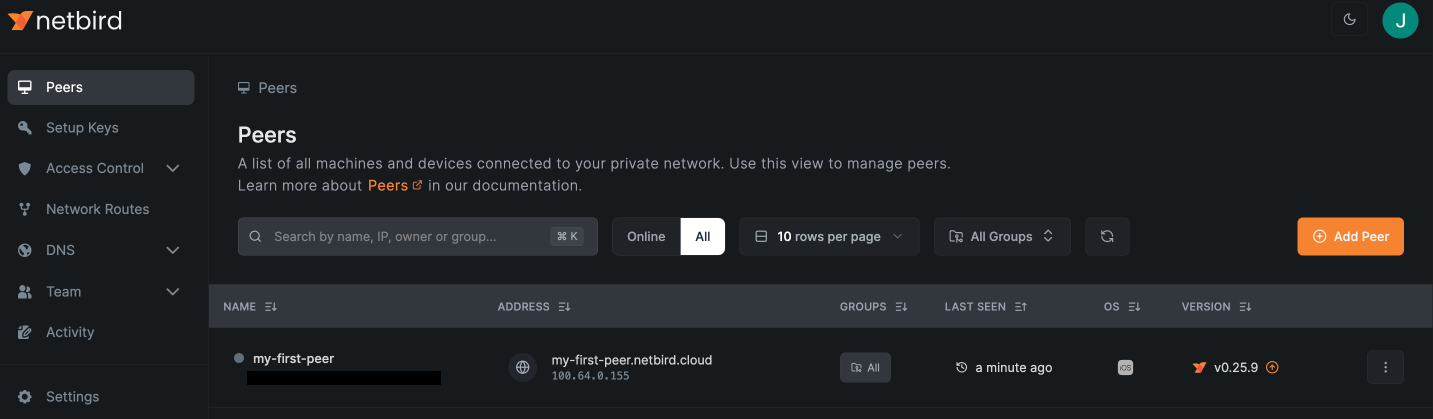 netbird
J
Peers
Setup Keys
Access Control
Network Routes
DNS
Team
Activity
Settings
Peers
Peers
A list of all machines and devices connected to your private network. Use this view to manage peers.
Learn more about Peers in our documentation.
Search by name, IP, owner or group... ⌘ K
Online All
10 rows per page
All Groups
Add Peer
NAME ADDRESS GROUPS LAST SEEN OS VERSION
my-first-peer
my-first-peer.netbird.cloud
100.64.0.155
All
a minute ago
iOS
v0.25.9